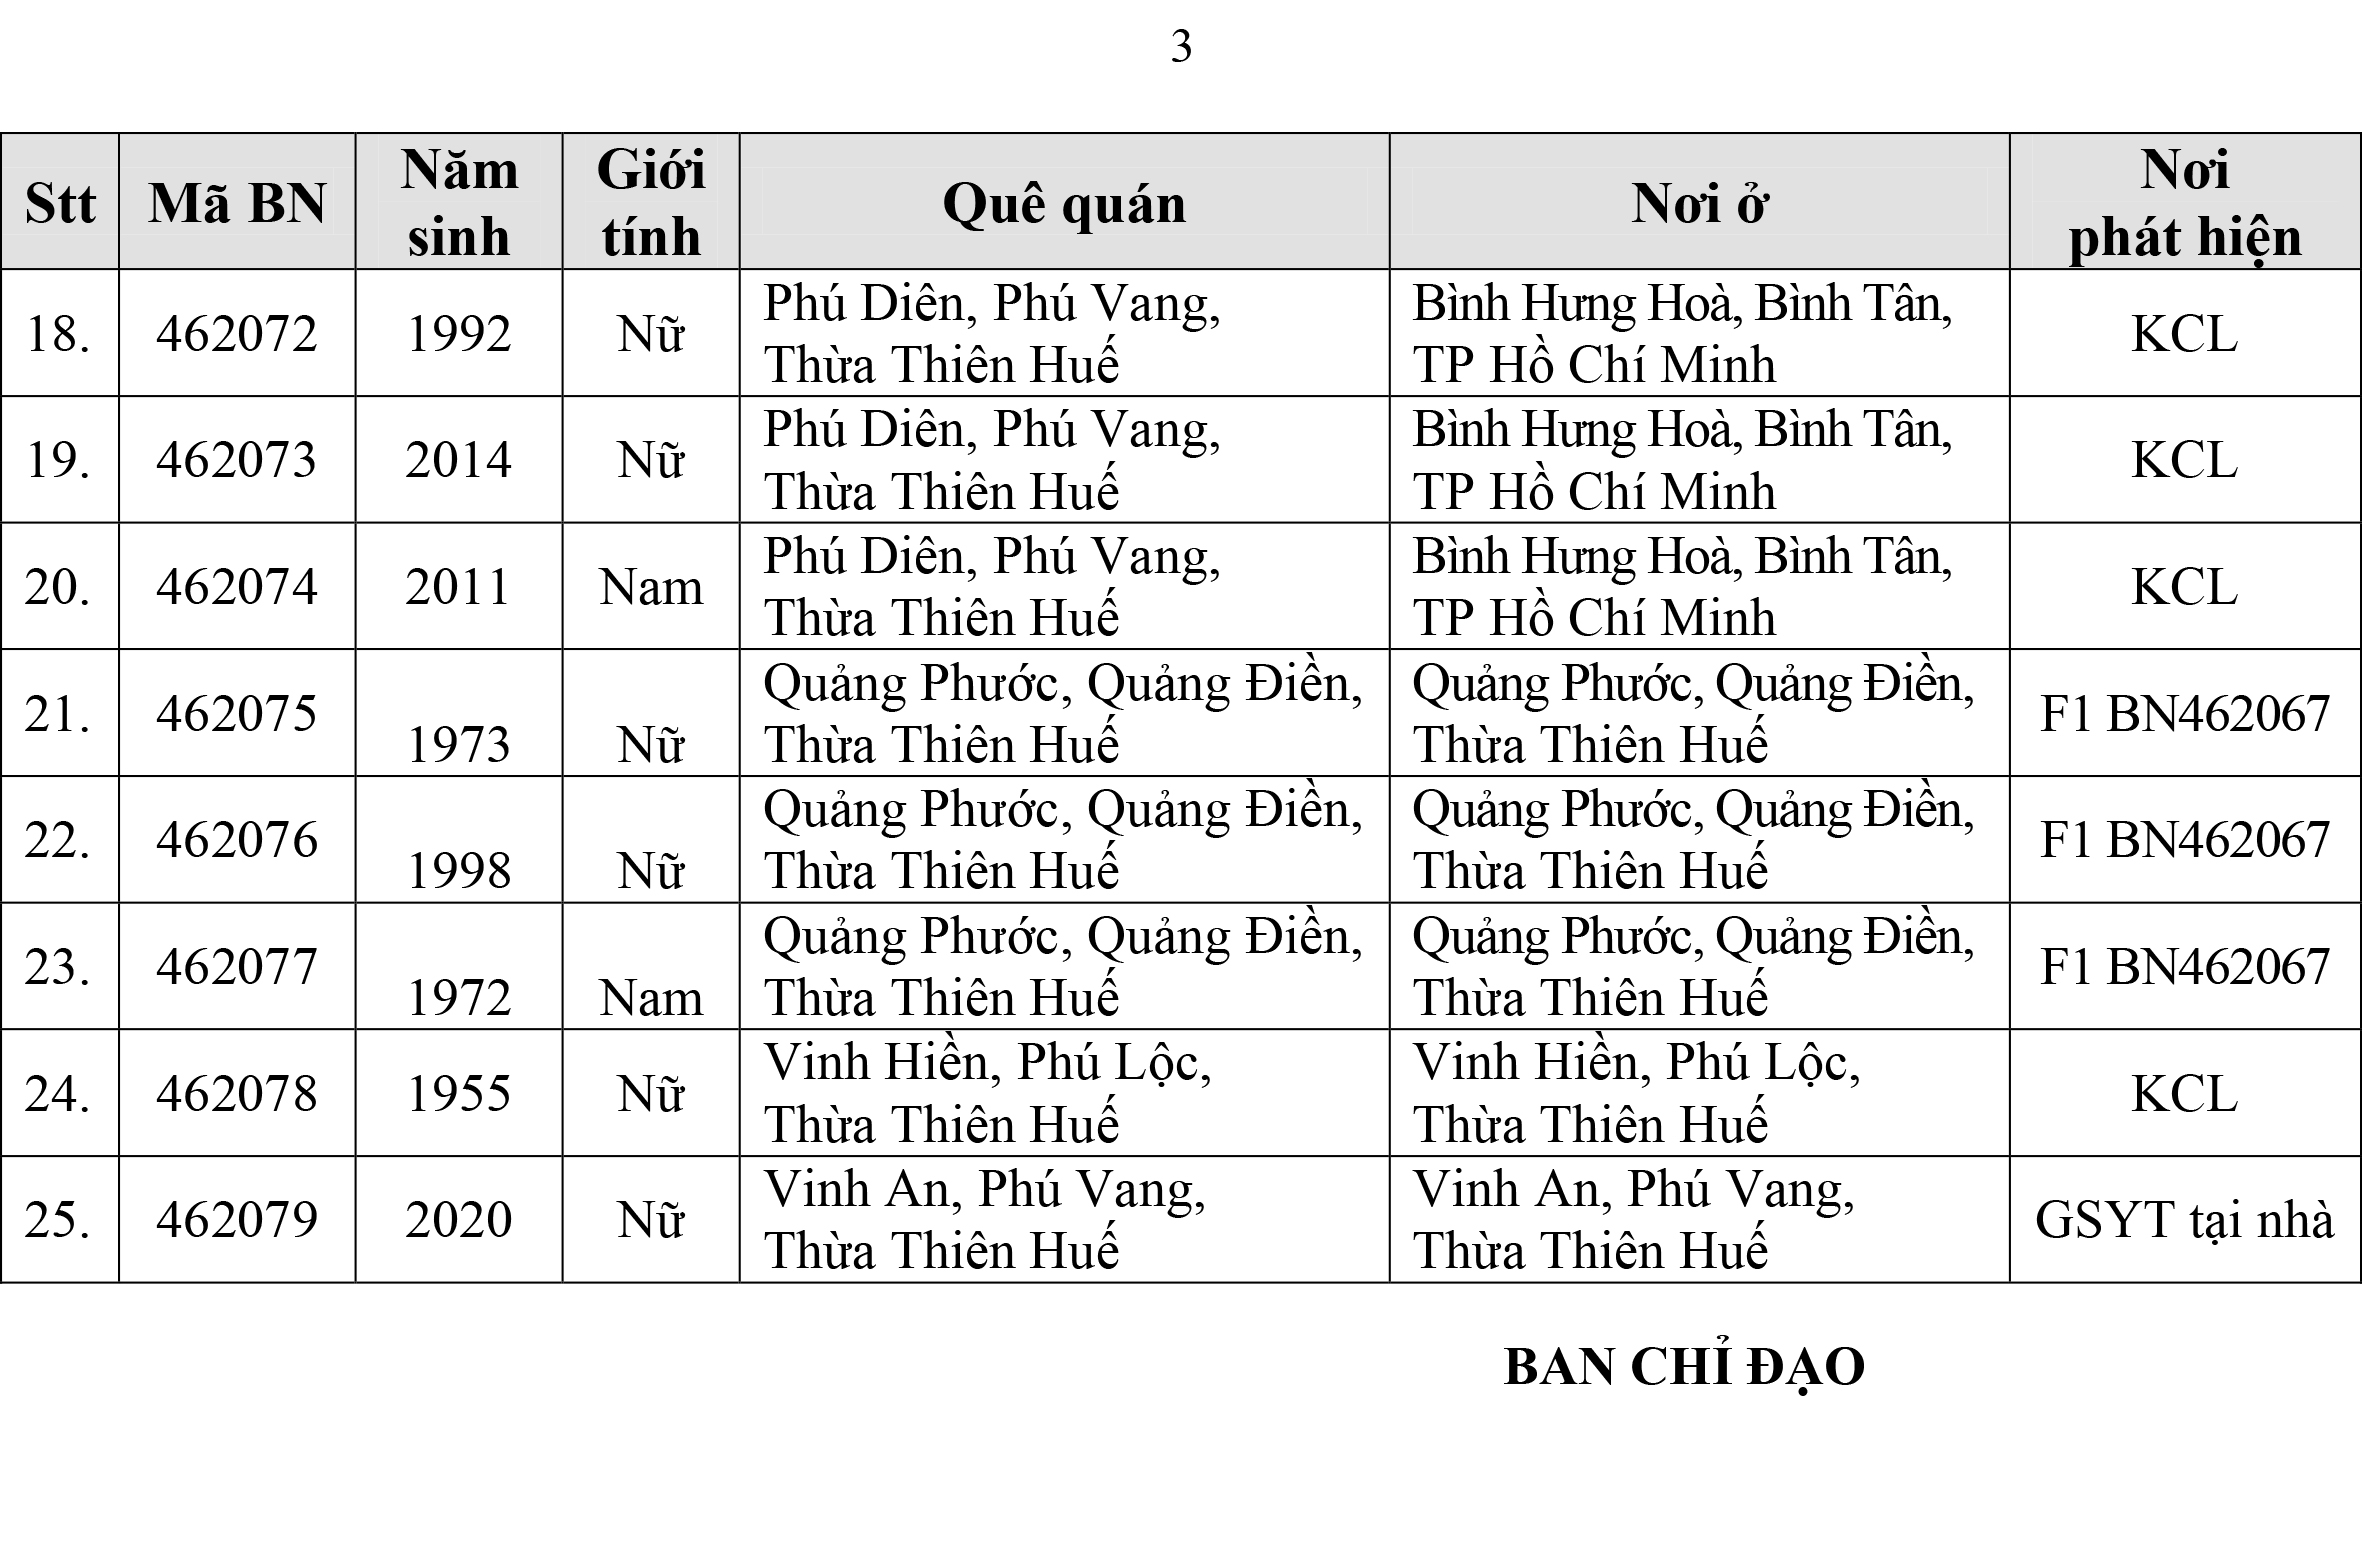 3
Stt Mã BN Năm sinh Giới tính Quê quán Nơi ở Nơi phát hiện
18. 462072 1992 Nữ Phú Diên, Phú Vang, Bình Hưng Hoà, Bình Tân, KCL
Thừa Thiên Huế TP Hồ Chí Minh
19. 462073 2014 Nữ Phú Diên, Phú Vang, Bình Hưng Hoà, Bình Tân, KCL
Thừa Thiên Huế TP Hồ Chí Minh
20. 462074 2011 Nam Phú Diên, Phú Vang, Bình Hưng Hoà, Bình Tân, KCL
Thừa Thiên Huế TP Hồ Chí Minh
21. 462075 1973 Nữ Quảng Phước, Quảng Điền, Quảng Phước, Quảng Điền, F1 BN462067
Thừa Thiên Huế Thừa Thiên Huế
22. 462076 1998 Nữ Quảng Phước, Quảng Điền, Quảng Phước, Quảng Điền, F1 BN462067
Thừa Thiên Huế Thừa Thiên Huế
23. 462077 1972 Nam Quảng Phước, Quảng Điền, Quảng Phước, Quảng Điền, F1 BN462067
Thừa Thiên Huế Thừa Thiên Huế
24. 462078 1955 Nữ Vinh Hiền, Phú Lộc, Vinh Hiền, Phú Lộc, KCL
Thừa Thiên Huế Thừa Thiên Huế
25. 462079 2020 Nữ Vinh An, Phú Vang, Vinh An, Phú Vang, GSYT tại nhà
Thừa Thiên Huế Thừa Thiên Huế
BAN CHỈ ĐẠO